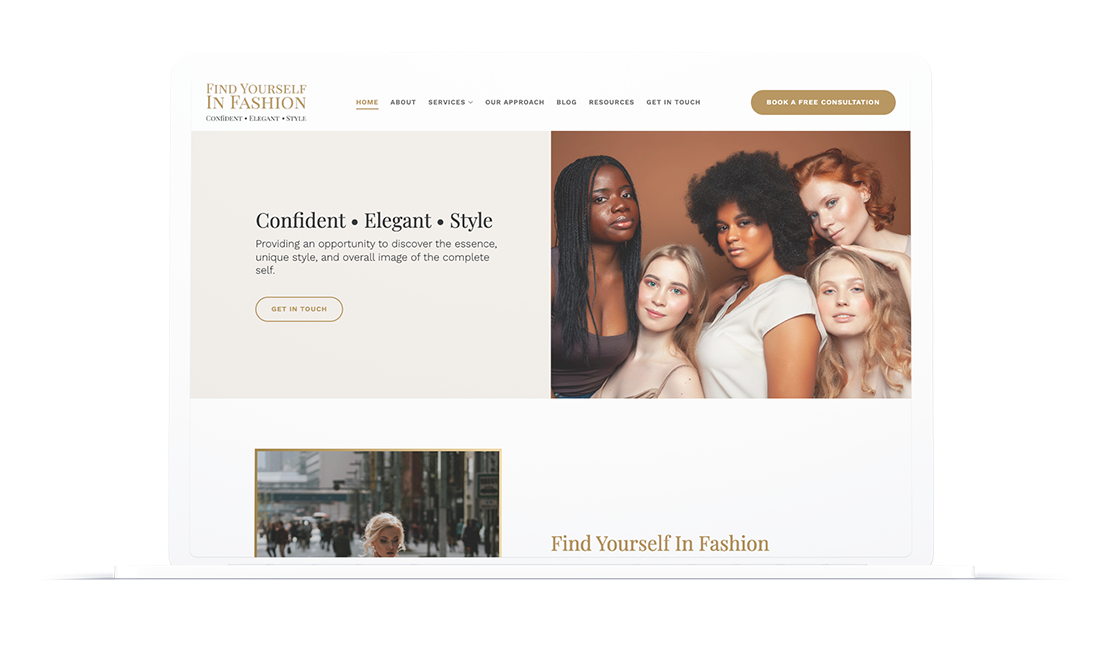 FIND YOURSELF
IN FASHION
CONFIDENT • ELEGANT • STYLE
HOME ABOUT SERVICES OUR APPROACH BLOG RESOURCES GET IN TOUCH
BOOK A FREE CONSULTATION
Confident • Elegant • Style
Providing an opportunity to discover the essence,
unique style, and overall image of the complete
self.
GET IN TOUCH
Find Yourself In Fashion